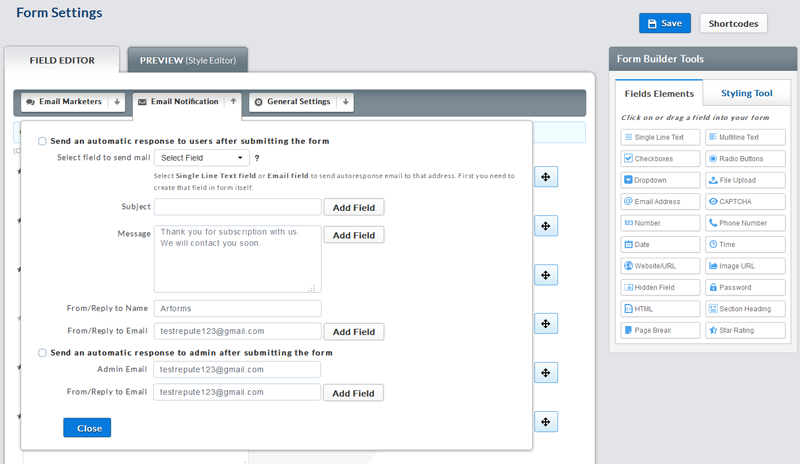 Form Settings
Save
Shortcodes
FIELD EDITOR
PREVIEW (Style Editor)
Email Marketers
Email Notification
General Settings
Send an automatic response to users after submitting the form
Select field to send mail
Select Field
?
Select Single Line Text field or Email field to send autoresponse email to that address. First you need to
create that field in form itself.
Subject
Add Field
Message
Thank you for subscription with us.
We will contact you soon.
Add Field
From/Reply to Name
Arforms
From/Reply to Email
testrepute123@gmail.com
Add Field
Send an automatic response to admin after submitting the form
Admin Email
testrepute123@gmail.com
From/Reply to Email
testrepute123@gmail.com
Add Field
Close
Form Builder Tools
Fields Elements
Styling Tool
Click on or drag a field into your form
Single Line Text
Multiline Text
Checkboxes
Radio Buttons
Dropdown
File Upload
Email Address
CAPTCHA
Number
Phone Number
Date
Time
Website/URL
Image URL
Hidden Field
Password
HTML
Section Heading
Page Break
Star Rating